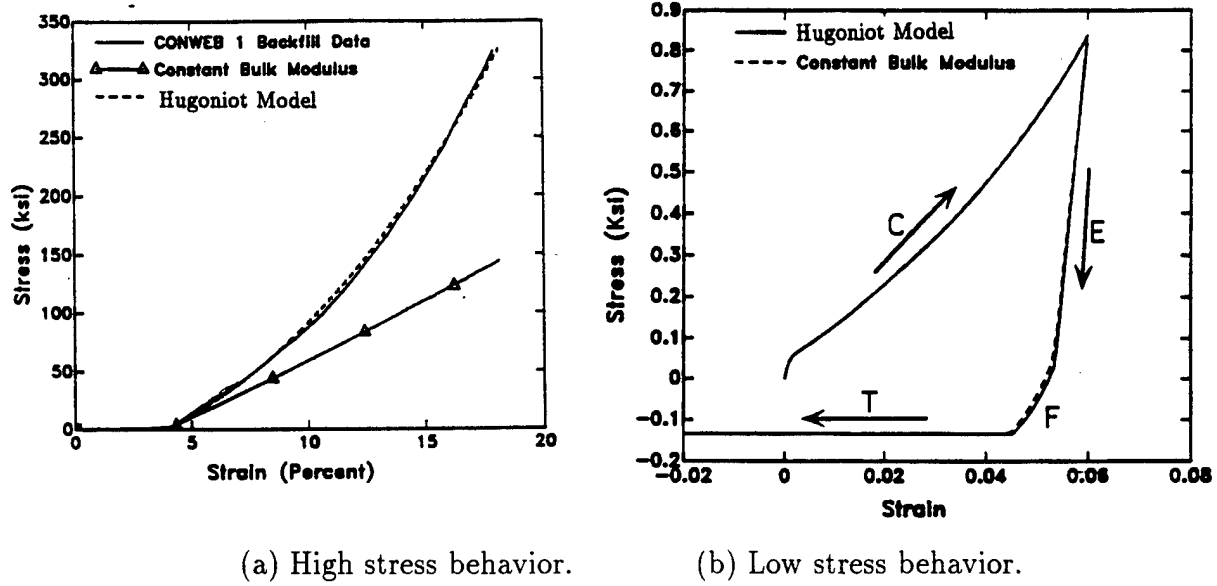 350
300
250
200
150
100
50
0
Stress (ksi)
CONWEB 1 Backfill Data
Constant Bulk Modulus
Hugoniot Model
0 5 10 15 20
Strain (Percent)
(a) High stress behavior.
0.9
0.8
0.7
0.6
0.5
0.4
0.3
0.2
0.1
0
-0.1
-0.2
Stress (Ksi)
Hugoniot Model
Constant Bulk Modulus
C
E
T
F
-0.02 0 0.02 0.04 0.06 0.08
Strain
(b) Low stress behavior.